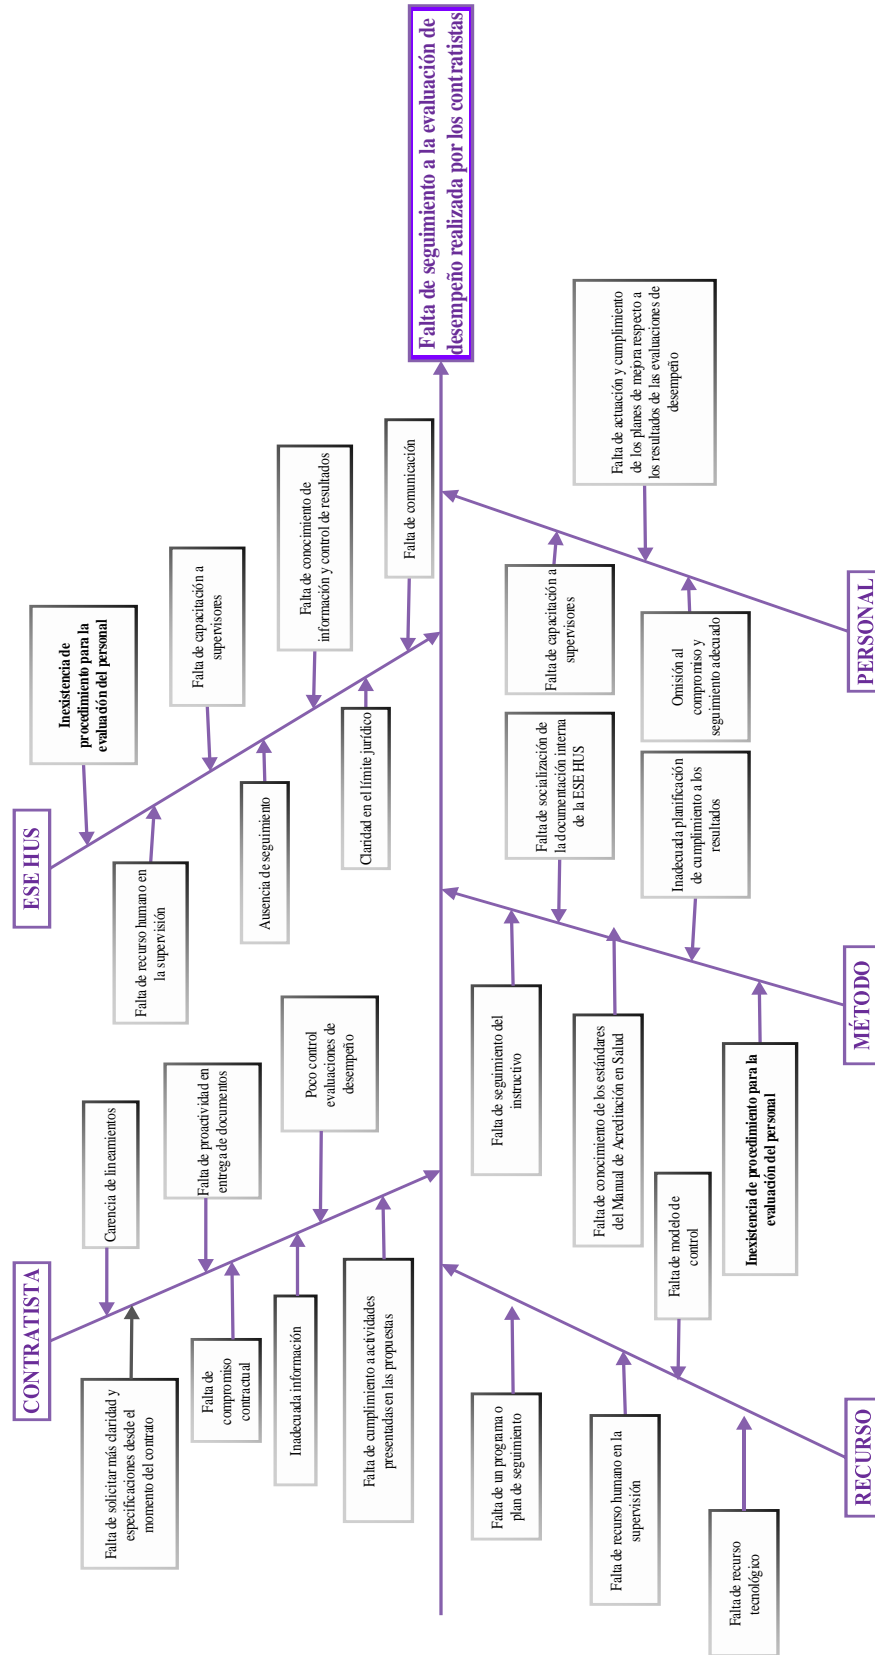 CONTRATISTA
Carencia de lineamientos
Falta de solicitar más claridad y
especificaciones desde el
momento del contrato
Falta de proactividad en
entrega de documentos
Falta de
compromiso
contractual
Inadecuada información
Poco control
evaluaciones de
desempeño
Falta de cumplimiento a actividades
presentadas en las propuestas
ESE HUS
Inexistencia de
procedimiento para la
evaluación del personal
Falta de recurso humano en
la supervisión
Falta de capacitación a
supervisores
Ausencia de seguimiento
Falta de conocimiento de
información y control de resultados
Claridad en el límite jurídico
Falta de comunicación
Falta de seguimiento a la evaluación de
desempeño realizada por los contratistas
RECURSO
Falta de un programa o
plan de seguimiento
Falta de recurso humano en la
supervisión
Falta de modelo de
control
Falta de recurso
tecnológico
MÉTODO
Falta de seguimiento del
instructivo
Falta de socialización de
la documentación interna
de la ESE HUS
Falta de conocimiento de los estándares
del Manual de Acreditación en Salud
Inadecuada planificación
de cumplimiento a los
resultados
Inexistencia de procedimiento para la
evaluación del personal
PERSONAL
Falta de capacitación a
supervisores
Falta de actuación y cumplimiento
de los planes de mejora respecto a
los resultados de las evaluaciones de
desempeño
Omisión al
compromiso y
seguimiento adecuado